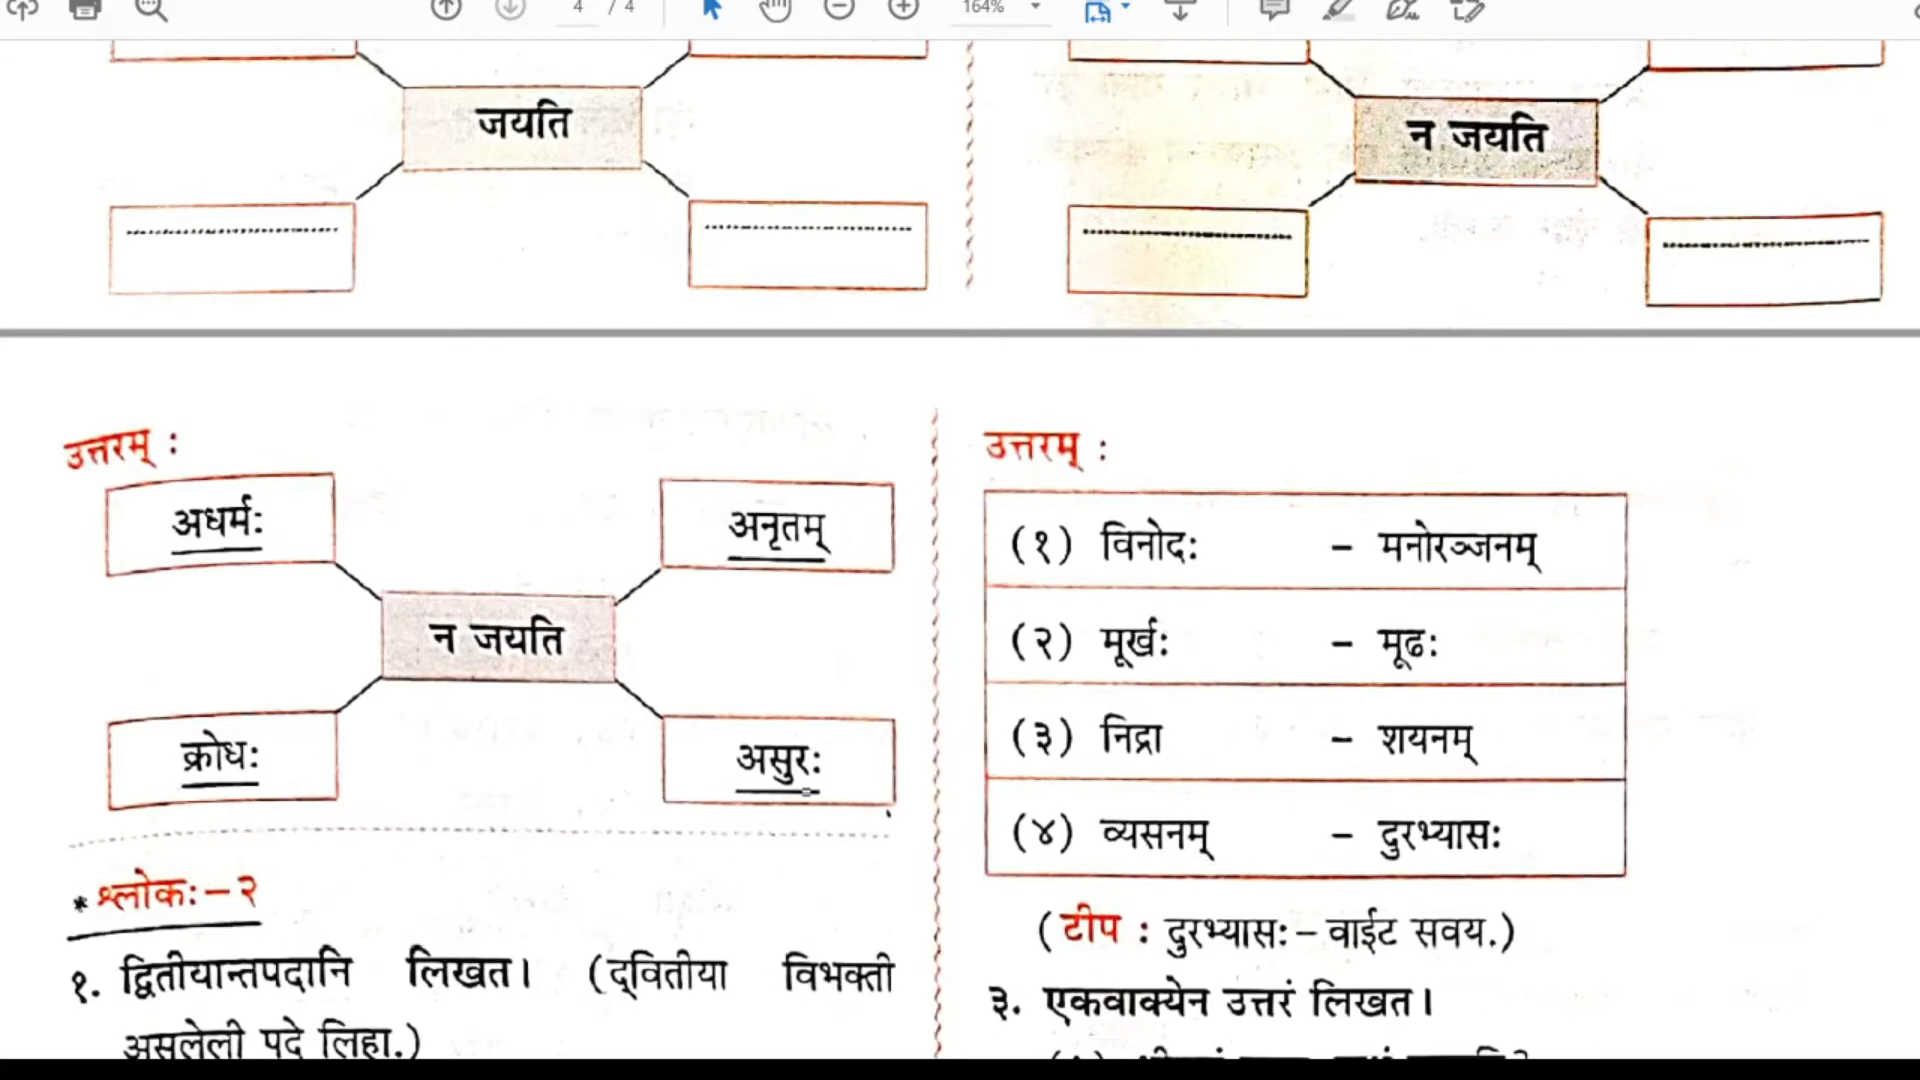 4 / 4
164%
जयति
न जयति
उत्तरम् :
अधर्मः
अनृतम्
न जयति
क्रोधः
असुरः
*श्लोकः-२
१. द्वितीयान्तपदानि लिखत। (द्‌वितीया विभक्ती
असलेली पदे लिहा.)
उत्तरम् :
(१) विनोदः - मनोरञ्जनम्
(२) मूर्खः - मूढः
(३) निद्रा - शयनम्
(४) व्यसनम् - दुरभ्यासः
(टीप : दुरभ्यासः-वाईट सवय.)
३. एकवाक्येन उत्तरं लिखत।